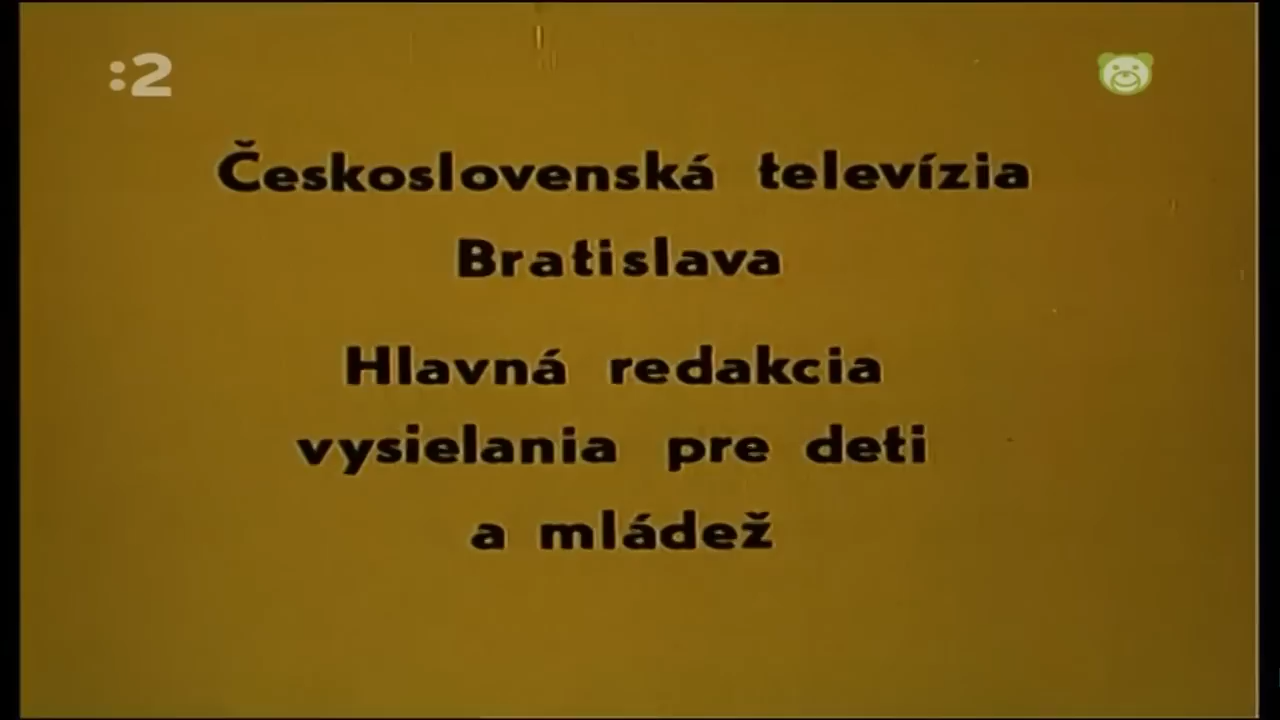 :2
Československá televízia
Bratislava
Hlavná redakcia
vysielania pre deti
a mládež